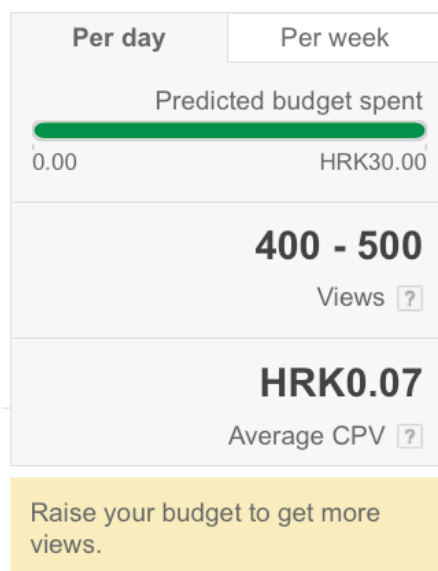 Per day Per week
Predicted budget spent
0.00 HRK30.00
400 - 500
Views ?
HRK0.07
Average CPV ?
Raise your budget to get more
views.